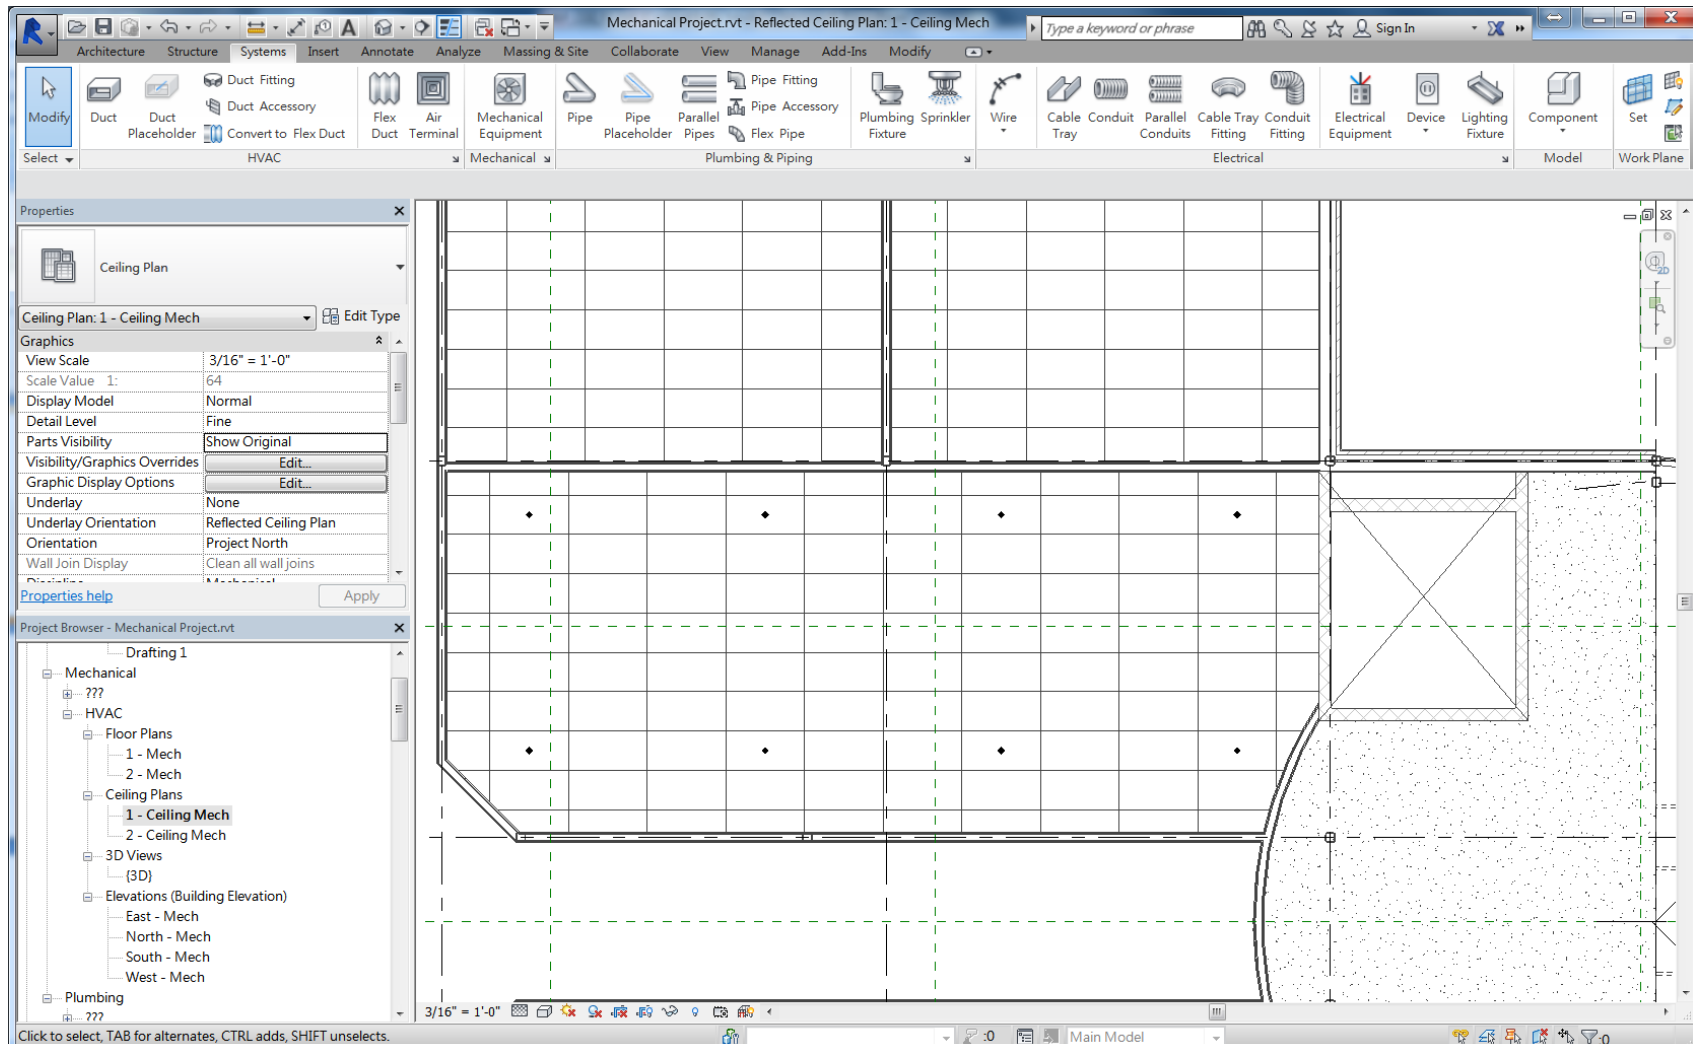 Mechanical Project.rvt - Reflected Ceiling Plan: 1 - Ceiling Mech
Type a keyword or phrase
Sign In
Architecture Structure Systems Insert Annotate Analyze Massing & Site Collaborate View Manage Add-Ins Modify
Modify
Duct
Duct Placeholder
Duct Fitting
Duct Accessory
Convert to Flex Duct
Flex Duct
Air Terminal
Mechanical Equipment
Pipe
Pipe Placeholder
Parallel Pipes
Pipe Fitting
Pipe Accessory
Flex Pipe
Plumbing Fixture
Sprinkler
Wire
Cable Tray
Conduit
Parallel Conduits
Cable Tray Fitting
Conduit Fitting
Electrical Equipment
Device
Lighting Fixture
Component
Set
Select HVAC Mechanical Plumbing & Piping Electrical Model Work Plane
Properties
Ceiling Plan
Ceiling Plan: 1 - Ceiling Mech Edit Type
Graphics
View Scale 3/16" = 1'-0"
Scale Value 1: 64
Display Model Normal
Detail Level Fine
Parts Visibility Show Original
Visibility/Graphics Overrides Edit...
Graphic Display Options Edit...
Underlay None
Underlay Orientation Reflected Ceiling Plan
Orientation Project North
Wall Join Display Clean all wall joins
Discipline Mechanical
Properties help Apply
Project Browser - Mechanical Project.rvt
Drafting 1
Mechanical
???
HVAC
Floor Plans
1 - Mech
2 - Mech
Ceiling Plans
1 - Ceiling Mech
2 - Ceiling Mech
3D Views
{3D}
Elevations (Building Elevation)
East - Mech
North - Mech
South - Mech
West - Mech
Plumbing
???
2D
3/16" = 1'-0"
Click to select, TAB for alternates, CTRL adds, SHIFT unselects.
:0
Main Model
:0